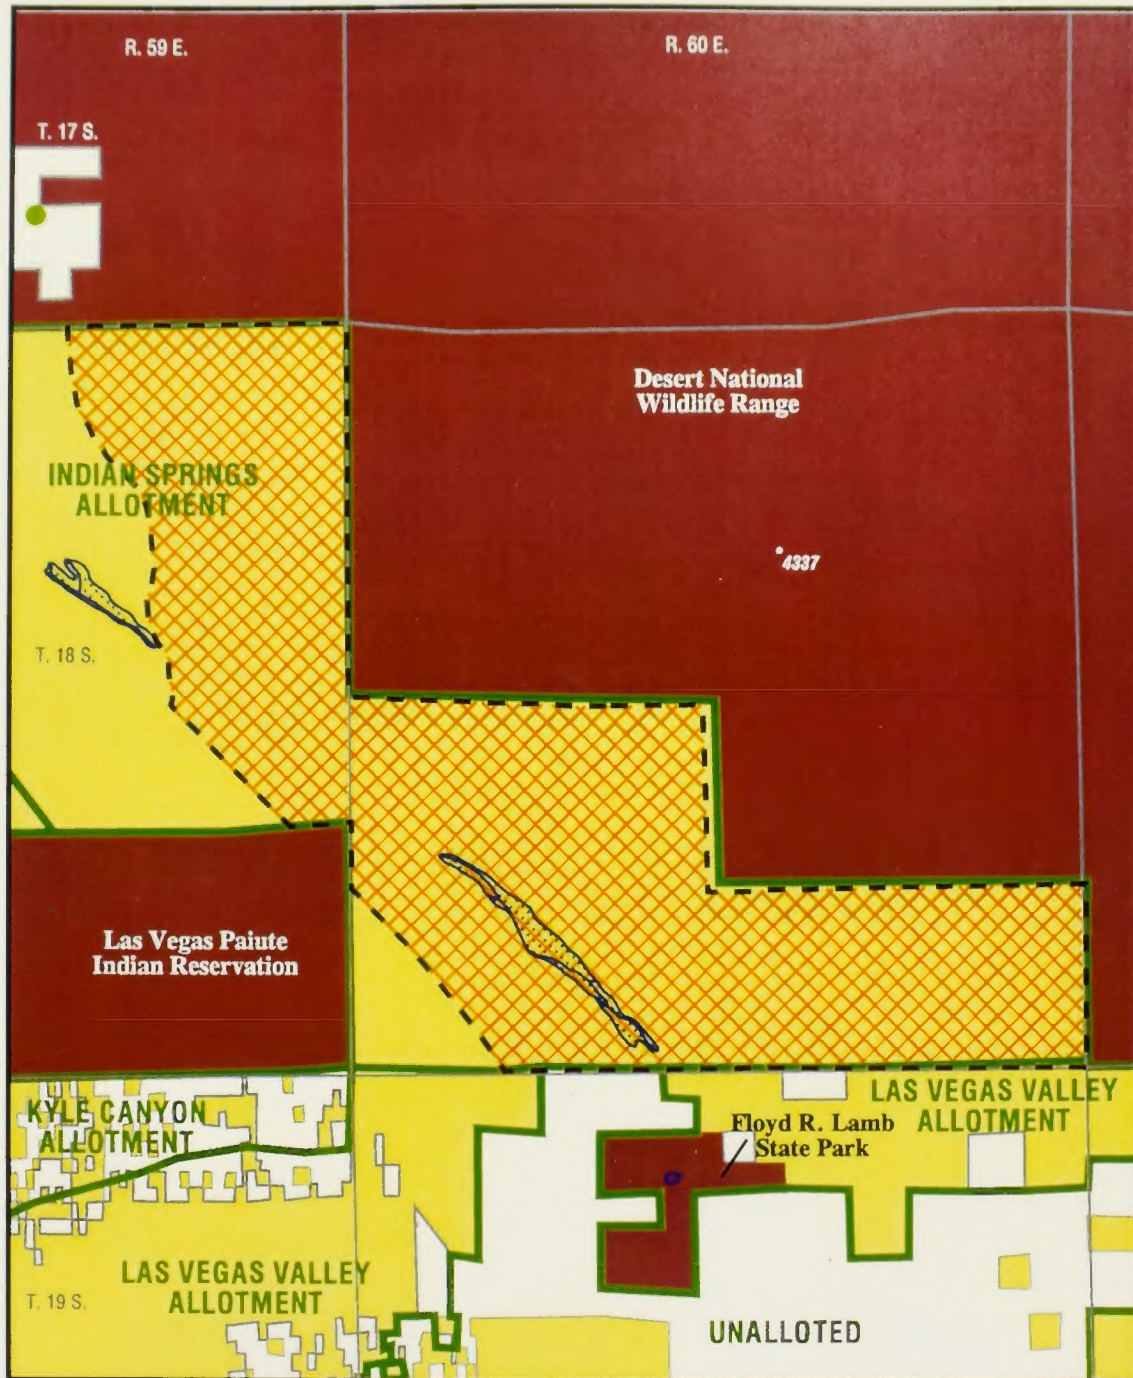 R. 59 E.
R. 60 E.
T. 17 S.
Desert National
Wildlife Range
INDIAN SPRINGS
ALLOTMENT
4337
T. 18 S.
Las Vegas Paiute
Indian Reservation
KYLE CANYON
ALLOTMENT
LAS VEGAS VALLEY
ALLOTMENT
Floyd R. Lamb
State Park
LAS VEGAS VALLEY
ALLOTMENT
T. 19 S.
UNALLOTED